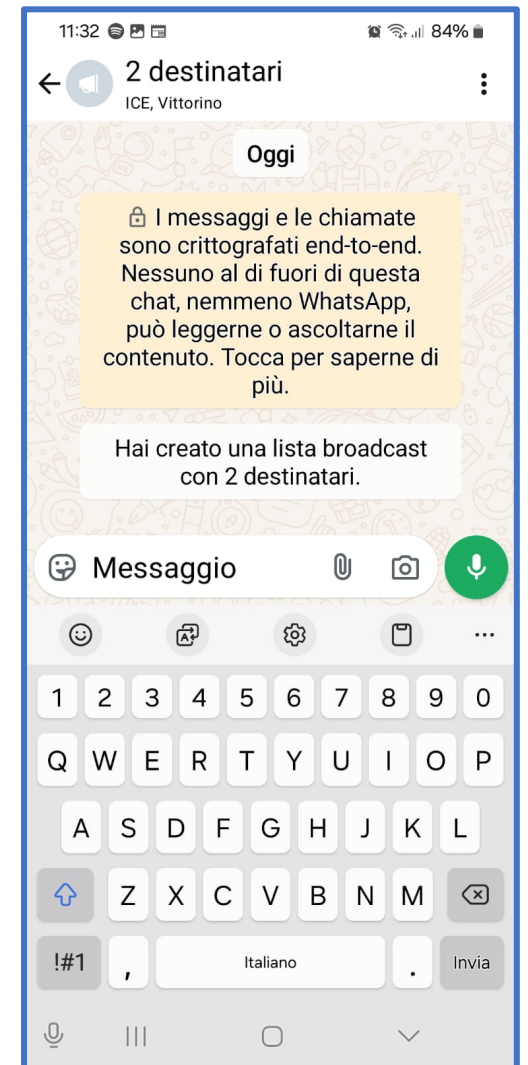 11:32 84%
2 destinatari
ICE, Vittorino
Oggi
I messaggi e le chiamate
sono crittografati end-to-end.
Nessuno al di fuori di questa
chat, nemmeno WhatsApp,
può leggerne o ascoltarne il
contenuto. Tocca per saperne di
più.
Hai creato una lista broadcast
con 2 destinatari.
Messaggio
1 2 3 4 5 6 7 8 9 0
Q W E R T Y U I O P
A S D F G H J K L
Z X C V B N M
!#1 , Italiano . Invia